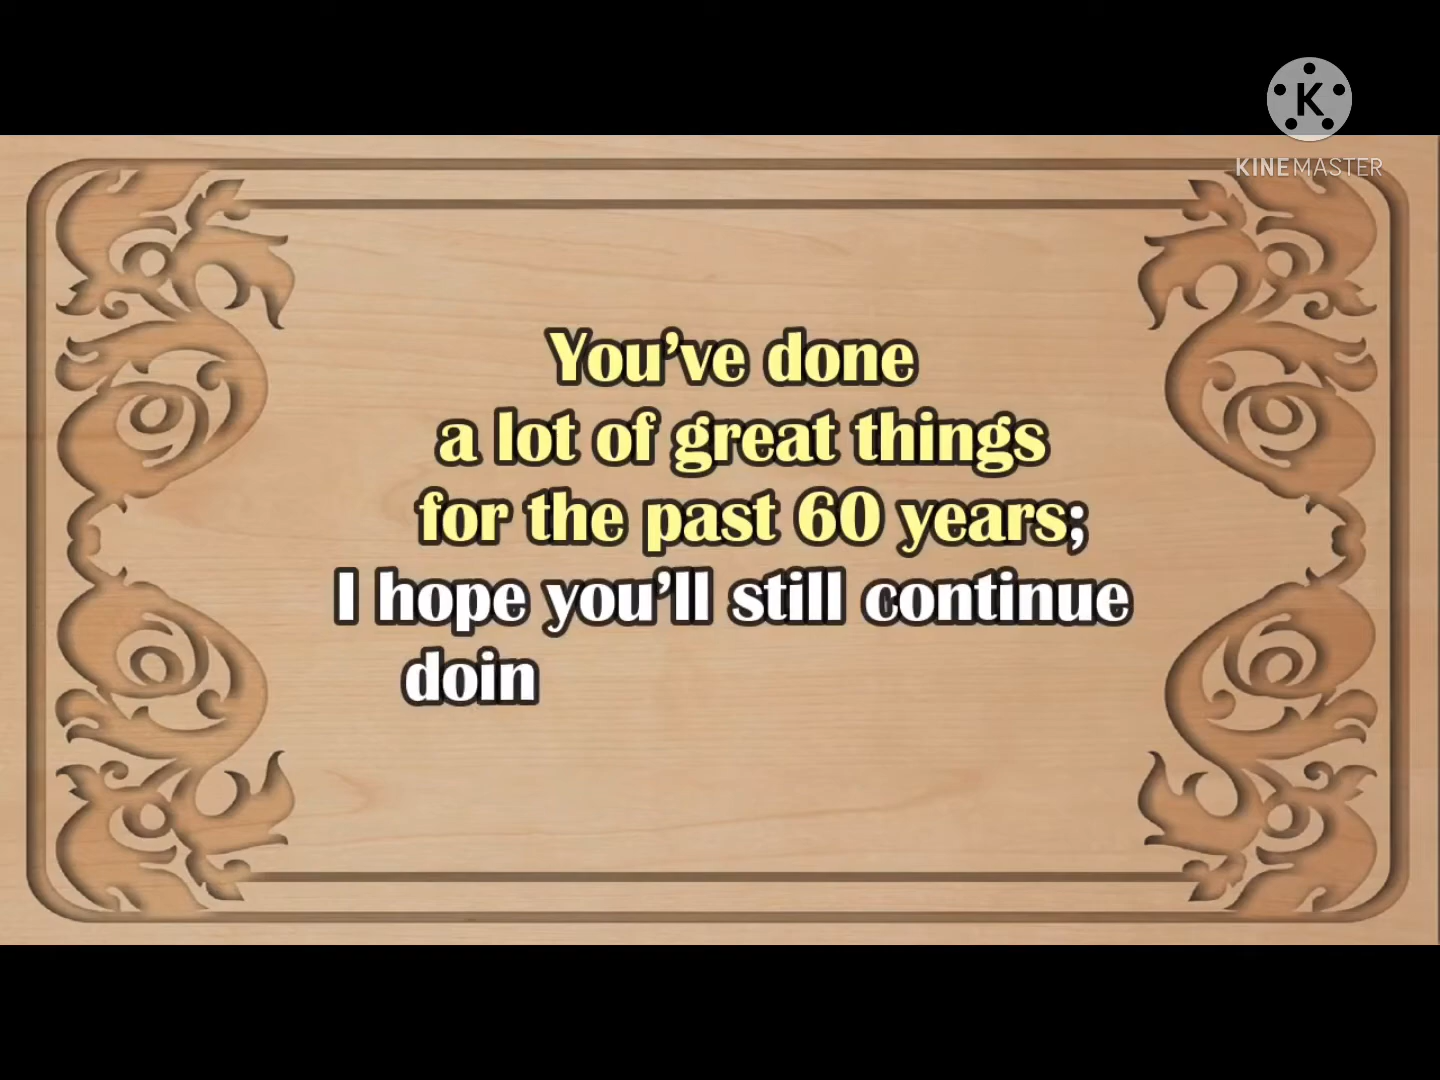 K
KINEMASTER
You've done
a lot of great things
for the past 60 years;
I hope you'll still continue
doin